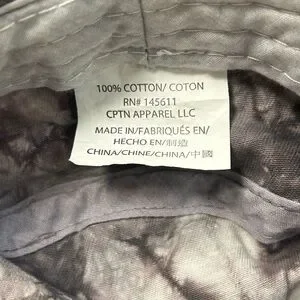 100% COTTON/ COTON
RN# 145611
CPTN APPAREL LLC
MADE IN/FABRIQUÉS EN/
HECHO EN/製造
CHINA/CHINE/CHINA/中國